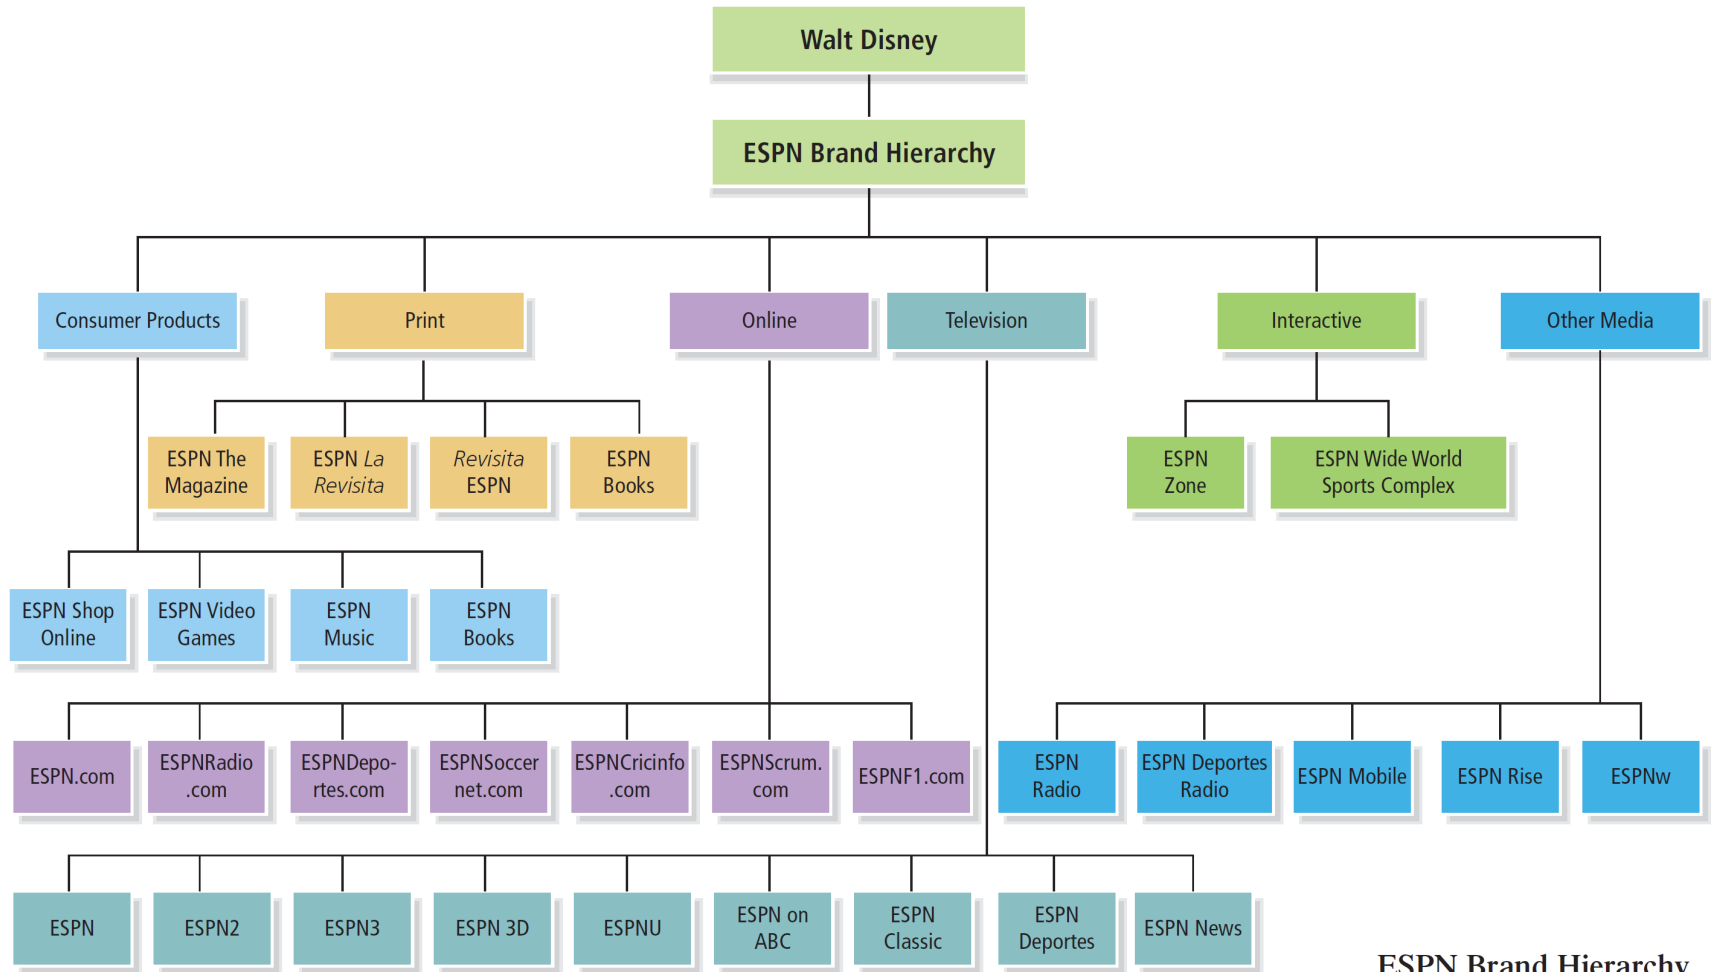 Walt Disney
ESPN Brand Hierarchy
Consumer Products
Print
Online
Television
Interactive
Other Media
ESPN The
Magazine
ESPN La
Revisita
Revisita
ESPN
ESPN
Books
ESPN
Zone
ESPN Wide World
Sports Complex
ESPN Shop
Online
ESPN Video
Games
ESPN
Music
ESPN
Books
ESPN.com
ESPNRadio
.com
ESPNDepo-
rtes.com
ESPNSoccer
net.com
ESPNCricinfo
.com
ESPNScrum.
com
ESPNF1.com
ESPN
Radio
ESPN Deportes
Radio
ESPN Mobile
ESPN Rise
ESPNw
ESPN
ESPN2
ESPN3
ESPN 3D
ESPNU
ESPN on
ABC
ESPN
Classic
ESPN
Deportes
ESPN News
ESPN Brand Hierarchy